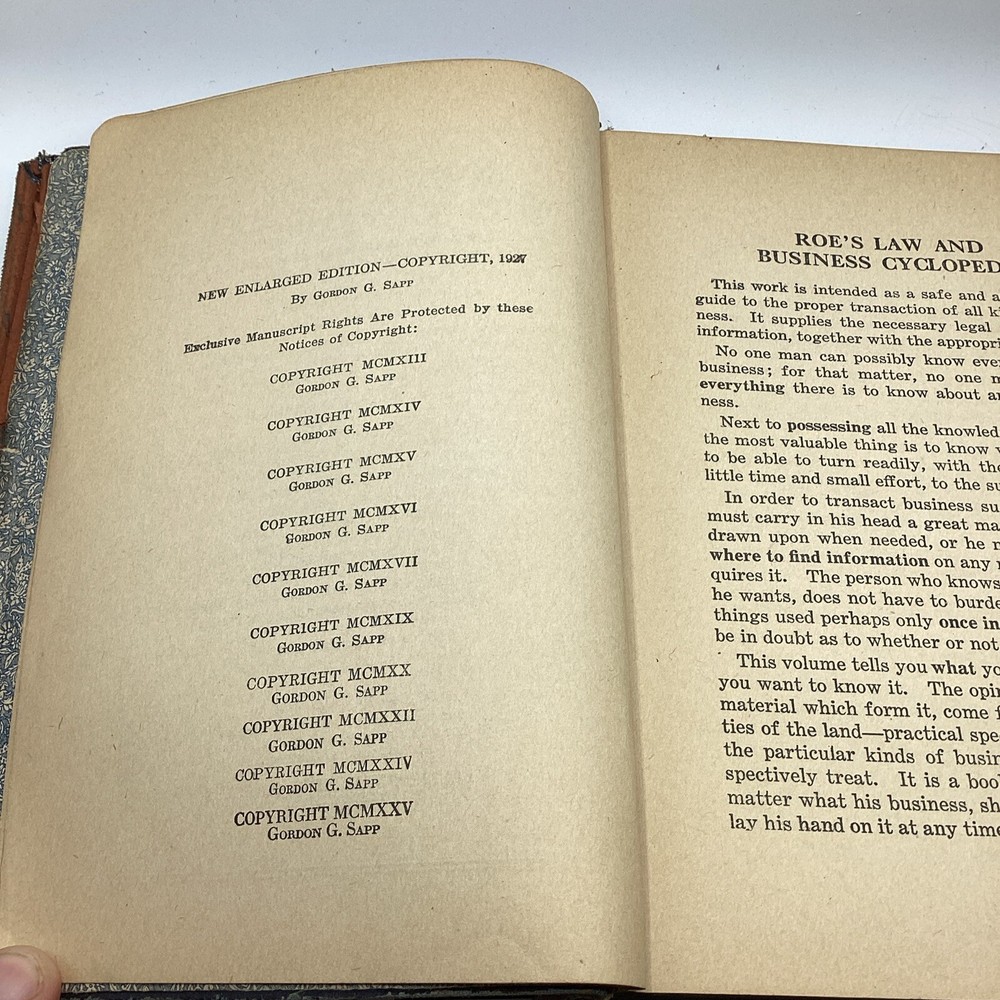 NEW ENLARGED EDITION—COPYRIGHT, 1927
By Gordon G. Sapp
Exclusive Manuscript Rights Are Protected by these
Notices of Copyright:
COPYRIGHT MCMXIII
Gordon G. Sapp
COPYRIGHT MCMXIV
Gordon G. Sapp
COPYRIGHT MCMXV
Gordon G. Sapp
COPYRIGHT MCMXVI
Gordon G. Sapp
COPYRIGHT MCMXVII
Gordon G. Sapp
COPYRIGHT MCMXIX
Gordon G. Sapp
COPYRIGHT MCMXX
Gordon G. Sapp
COPYRIGHT MCMXXII
Gordon G. Sapp
COPYRIGHT MCMXXIV
Gordon G. Sapp
COPYRIGHT MCMXXV
Gordon G. Sapp
ROE'S LAW AND
BUSINESS CYCLOPED
This work is intended as a safe and a
guide to the proper transaction of all k
ness. It supplies the necessary legal
information, together with the appropri
No one man can possibly know eve
business; for that matter, no one m
everything there is to know about a
ness.
Next to possessing all the knowled
the most valuable thing is to know
to be able to turn readily, with the
little time and small effort, to the su
In order to transact business su
must carry in his head a great ma
drawn upon when needed, or he
where to find information on any
quires it. The person who knows
he wants, does not have to burde
things used perhaps only once in
be in doubt as to whether or not
This volume tells you what yo
you want to know it. The opi
material which form it, come f
ties of the land—practical spe
the particular kinds of busi
spectively treat. It is a boo
matter what his business, sh
lay his hand on it at any time